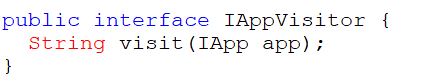 public interface IAppVisitor {
  String visit(IApp app);
}